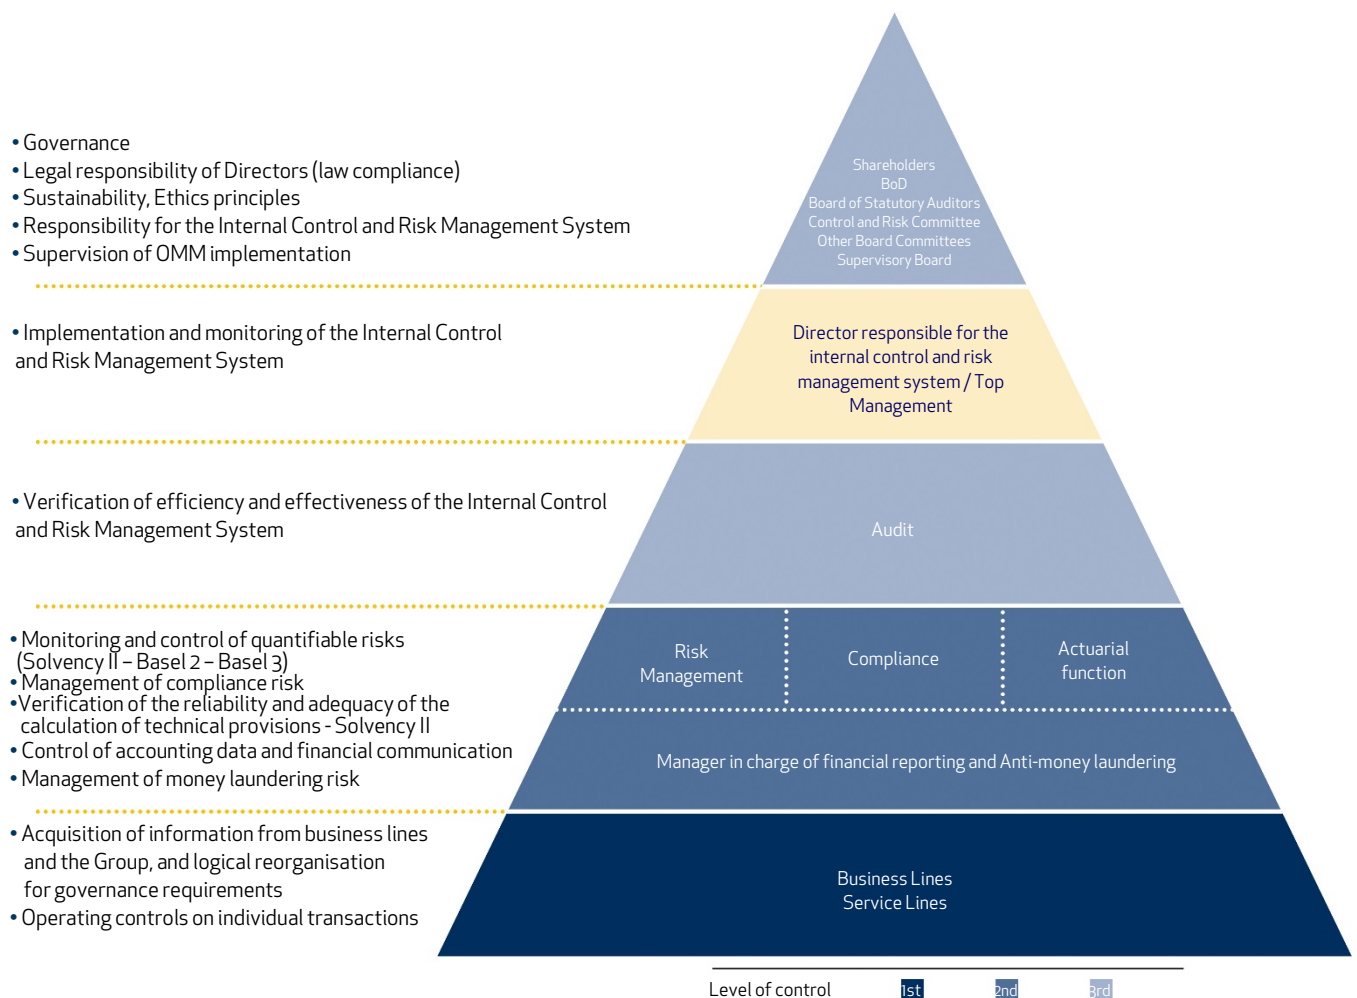 • Governance
• Legal responsibility of Directors (law compliance)
• Sustainability, Ethics principles
• Responsibility for the Internal Control and Risk Management System
• Supervision of OMM implementation
Shareholders
BoD
Board of Statutory Auditors
Control and Risk Committee
Other Board Committees
Supervisory Board
• Implementation and monitoring of the Internal Control
and Risk Management System
Director responsible for the
internal control and risk
management system / Top
Management
• Verification of efficiency and effectiveness of the Internal Control
and Risk Management System
Audit
• Monitoring and control of quantifiable risks
(Solvency II – Basel 2 – Basel 3)
• Management of compliance risk
•Verification of the reliability and adequacy of the
calculation of technical provisions - Solvency II
• Control of accounting data and financial communication
• Management of money laundering risk
Risk
Management
Compliance
Actuarial
function
Manager in charge of financial reporting and Anti-money laundering
• Acquisition of information from business lines
and the Group, and logical reorganisation
for governance requirements
• Operating controls on individual transactions
Business Lines
Service Lines
Level of control 1st 2nd 3rd